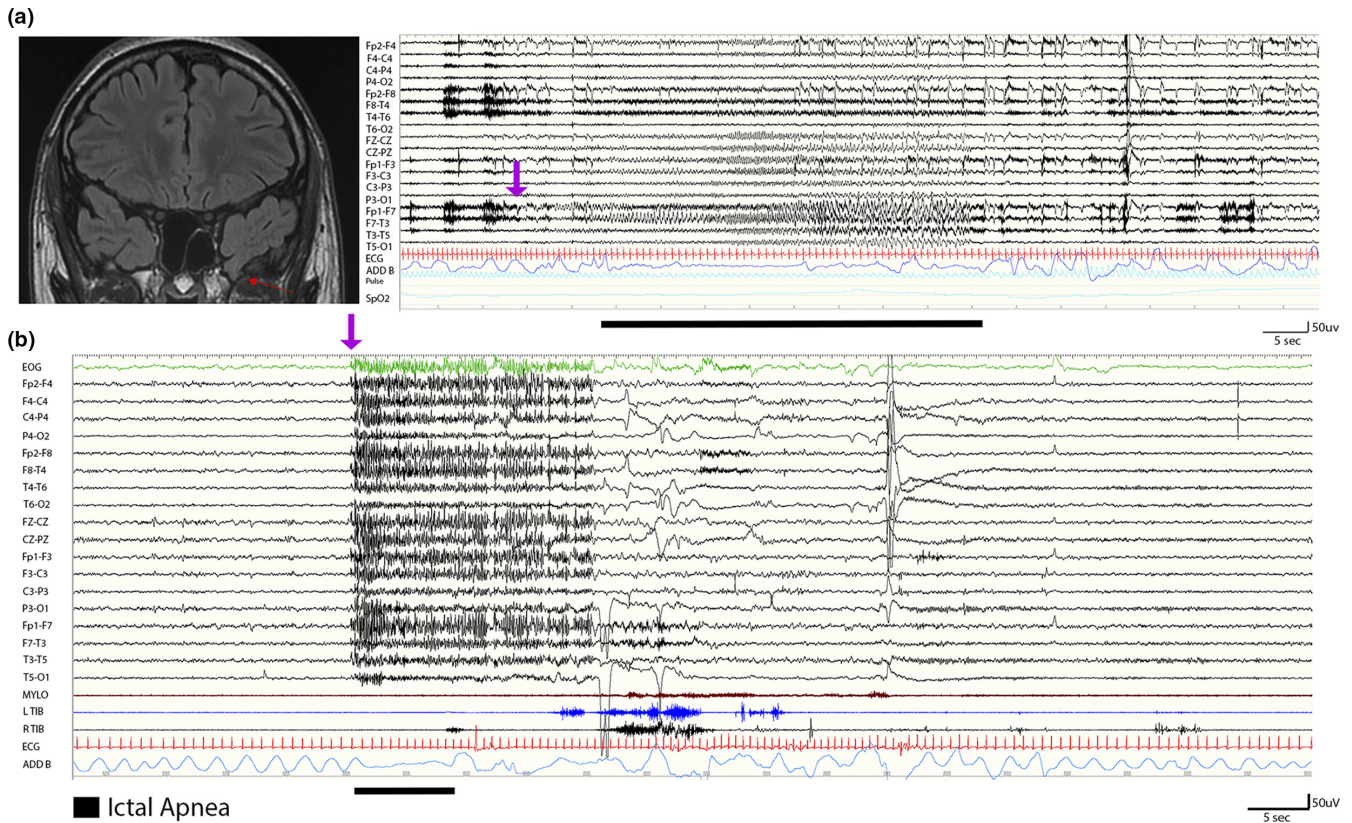 (a)
Fp2-F4
F4-C4
C4-P4
P4-O2
Fp2-F8
F8-T4
T4-T6
T6-O2
FZ-CZ
CZ-PZ
Fp1-F3
F3-C3
C3-P3
P3-O1
Fp1-F7
F7-T3
T3-T5
T5-O1
ECG
ADD B
Pulse
SpO2
50uv
5 sec
(b)
EOG
Fp2-F4
F4-C4
C4-P4
P4-O2
Fp2-F8
F8-T4
T4-T6
T6-O2
FZ-CZ
CZ-PZ
Fp1-F3
F3-C3
C3-P3
P3-O1
Fp1-F7
F7-T3
T3-T5
T5-O1
MYLO
L TIB
R TIB
ECG
ADD B
Ictal Apnea
50uV
5 sec